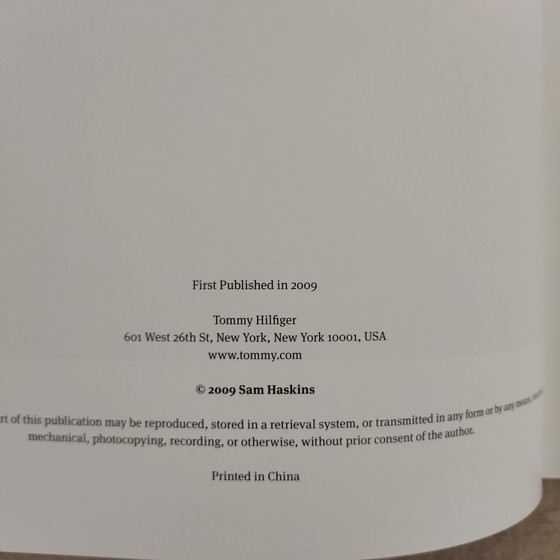 First Published in 2009
Tommy Hilfiger
601 West 26th St, New York, New York 10001, USA
www.tommy.com
© 2009 Sam Haskins
rt of this publication may be reproduced, stored in a retrieval system, or transmitted in any form or by any means,
mechanical, photocopying, recording, or otherwise, without prior consent of the author.
Printed in China